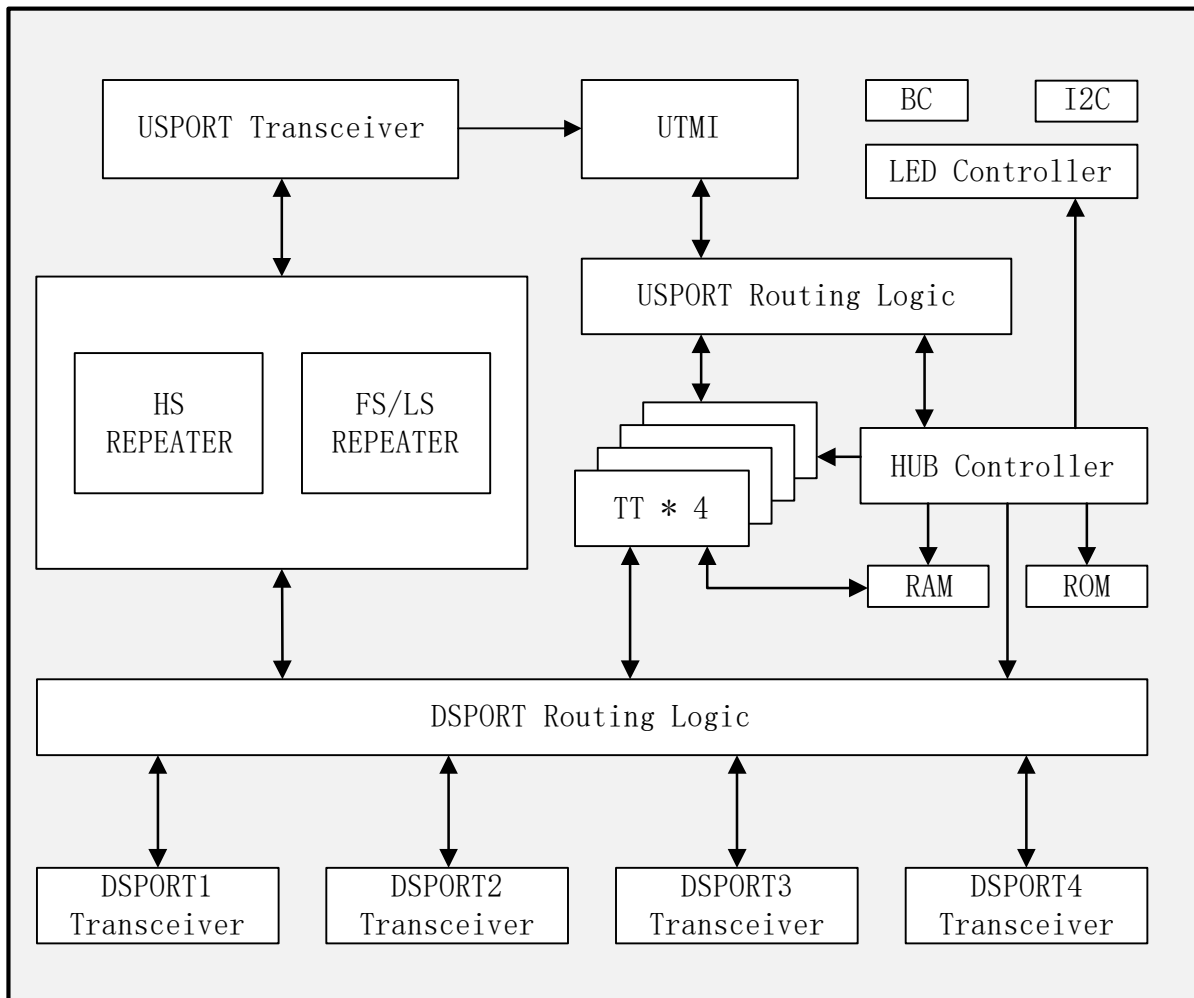 USPORT Transceiver
UTMI
BC
I2C
LED Controller
USPORT Routing Logic
HS
REPEATER
FS/LS
REPEATER
HUB Controller
TT * 4
RAM
ROM
DSPORT Routing Logic
DSPORT1
Transceiver
DSPORT2
Transceiver
DSPORT3
Transceiver
DSPORT4
Transceiver